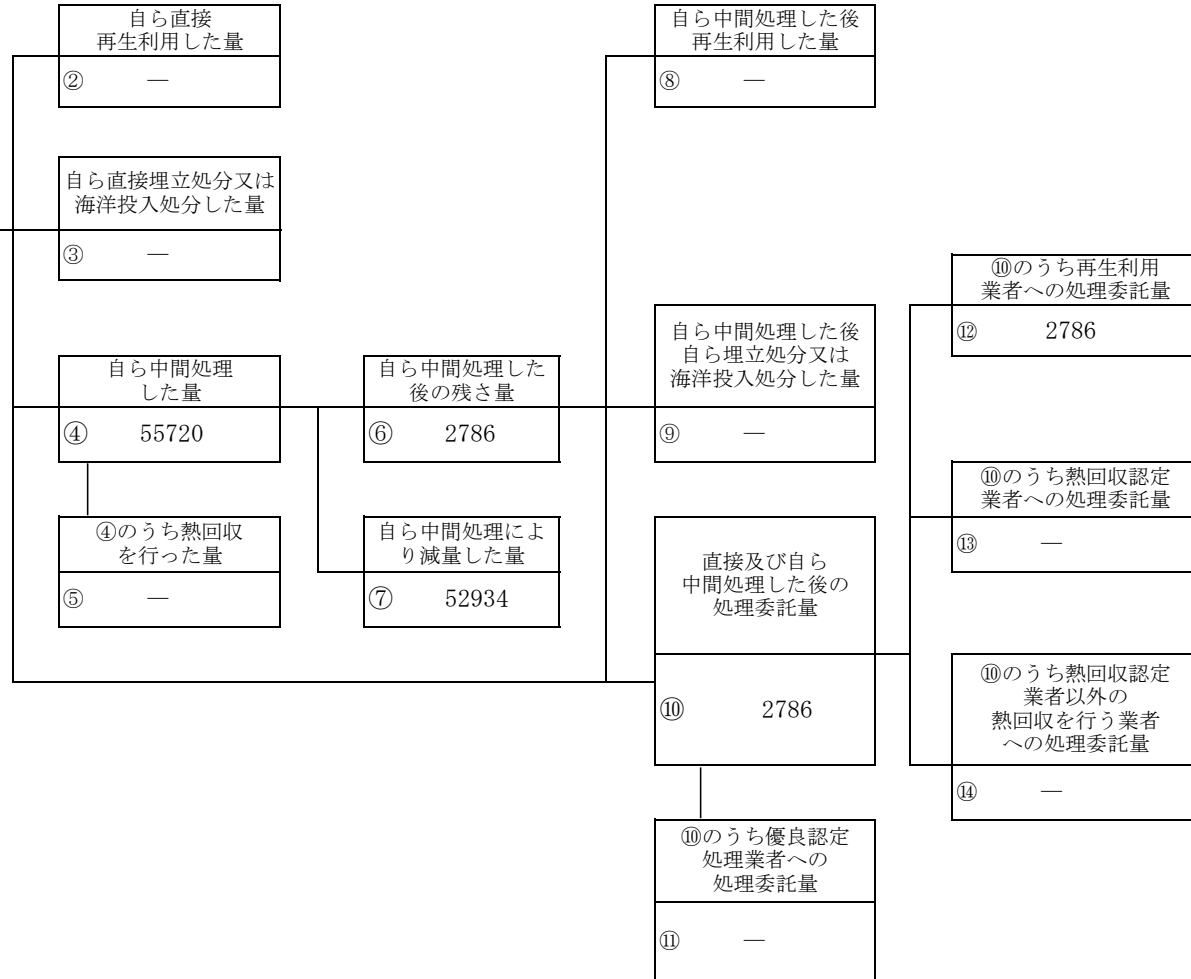 自ら直接
再生利用した量
② ―
自ら直接埋立処分又は
海洋投入処分した量
③ ―
自ら中間処理
した量
④ 55720
④のうち熱回収
を行った量
⑤ ―
自ら中間処理した
後の残さ量
⑥ 2786
自ら中間処理によ
り減量した量
⑦ 52934
自ら中間処理した後
再生利用した量
⑧ ―
自ら中間処理した後
自ら埋立処分又は
海洋投入処分した量
⑨ ―
直接及び自ら
中間処理した後の
処理委託量
⑩ 2786
⑩のうち優良認定
処理業者への
処理委託量
⑪ ―
⑩のうち再生利用
業者への処理委託量
⑫ 2786
⑩のうち熱回収認定
業者への処理委託量
⑬ ―
⑩のうち熱回収認定
業者以外の
熱回収を行う業者
への処理委託量
⑭ ―